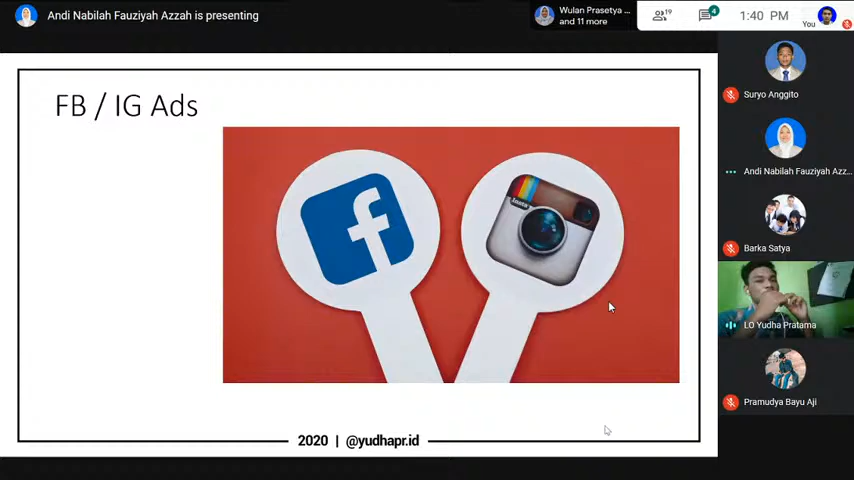 Andi Nabilah Fauziyah Azzah is presenting
Wulan Prasetya ...
and 11 more
19
4
1:40 PM
You
FB / IG Ads
f
Insta
2020 | @yudhapr.id
Suryo Anggito
Andi Nabilah Fauziyah Azz...
Barka Satya
LO Yudha Pratama
Pramudya Bayu Aji